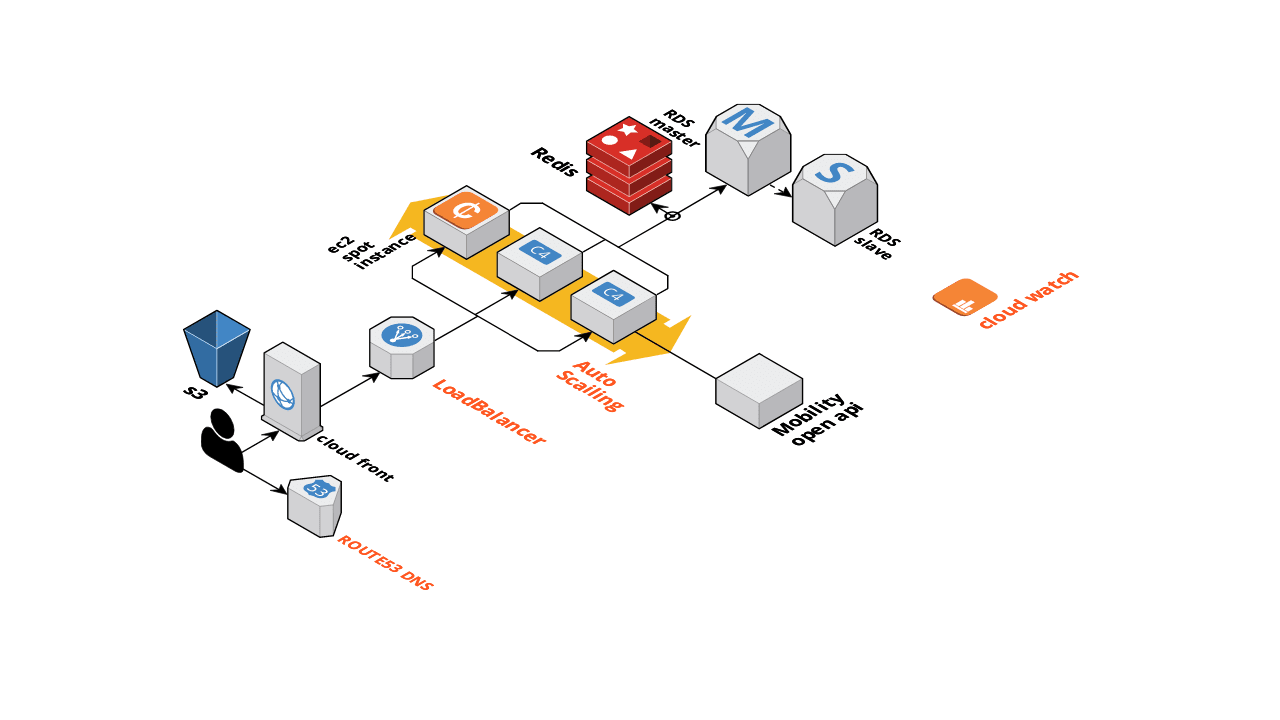 RDS
master
M
Redis
S
RDS
slave
₵
ec2
spot
instance
C4
C4
cloud watch
s3
LoadBalancer
Auto
Scailing
Mobility
open api
cloud front
53
ROUTE53 DNS